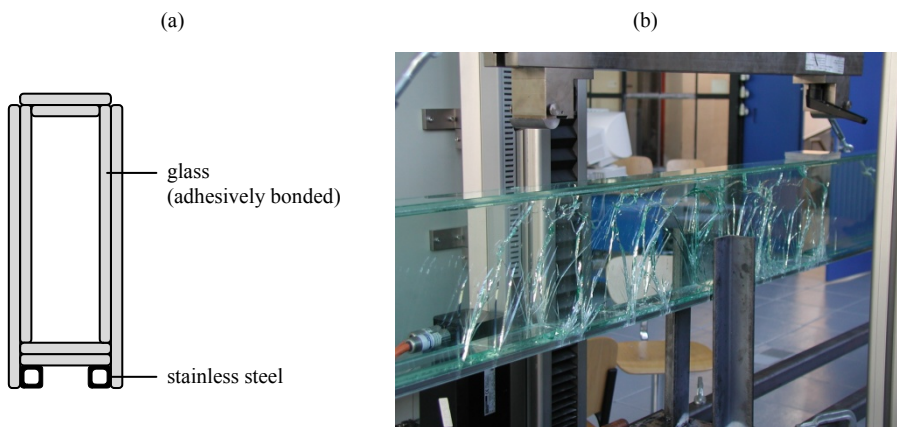 (a)
(b)
glass
(adhesively bonded)
stainless steel